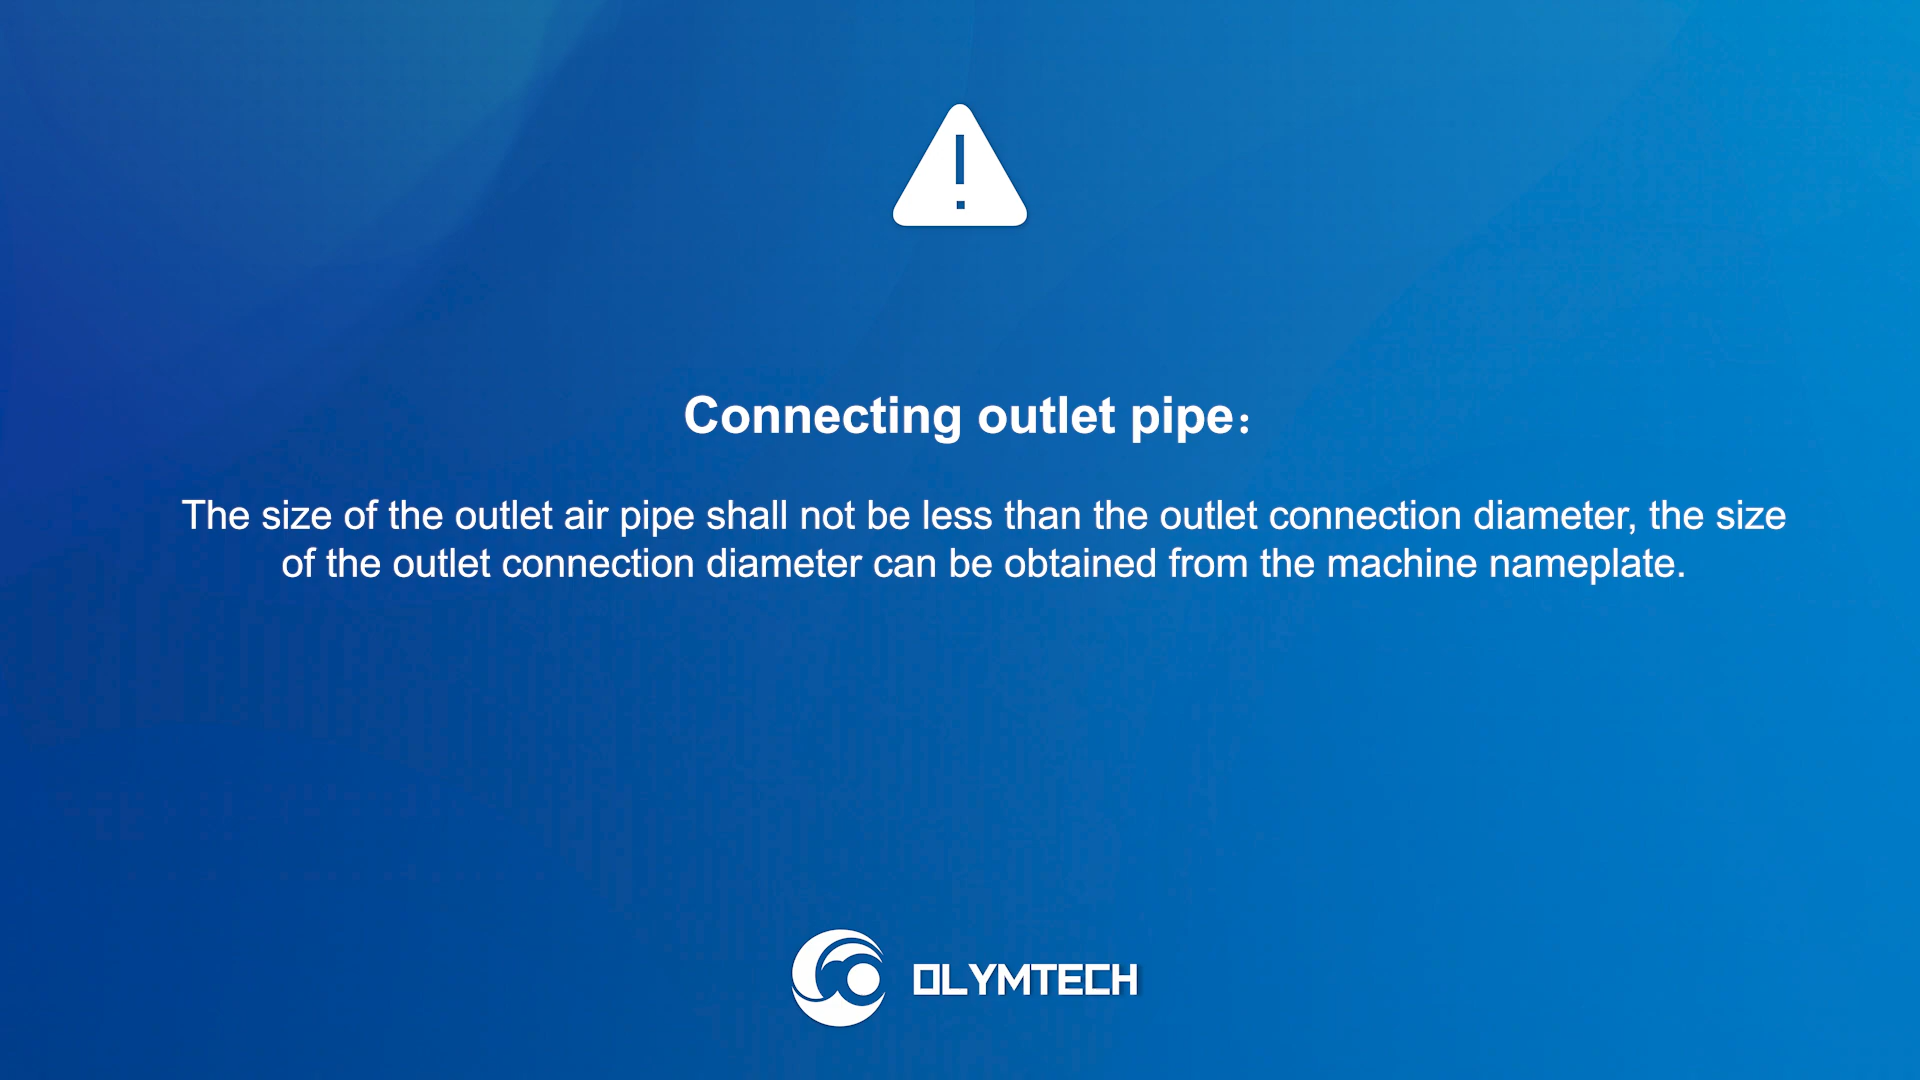 Connecting outlet pipe：
The size of the outlet air pipe shall not be less than the outlet connection diameter, the size
of the outlet connection diameter can be obtained from the machine nameplate.
OLYMTECH